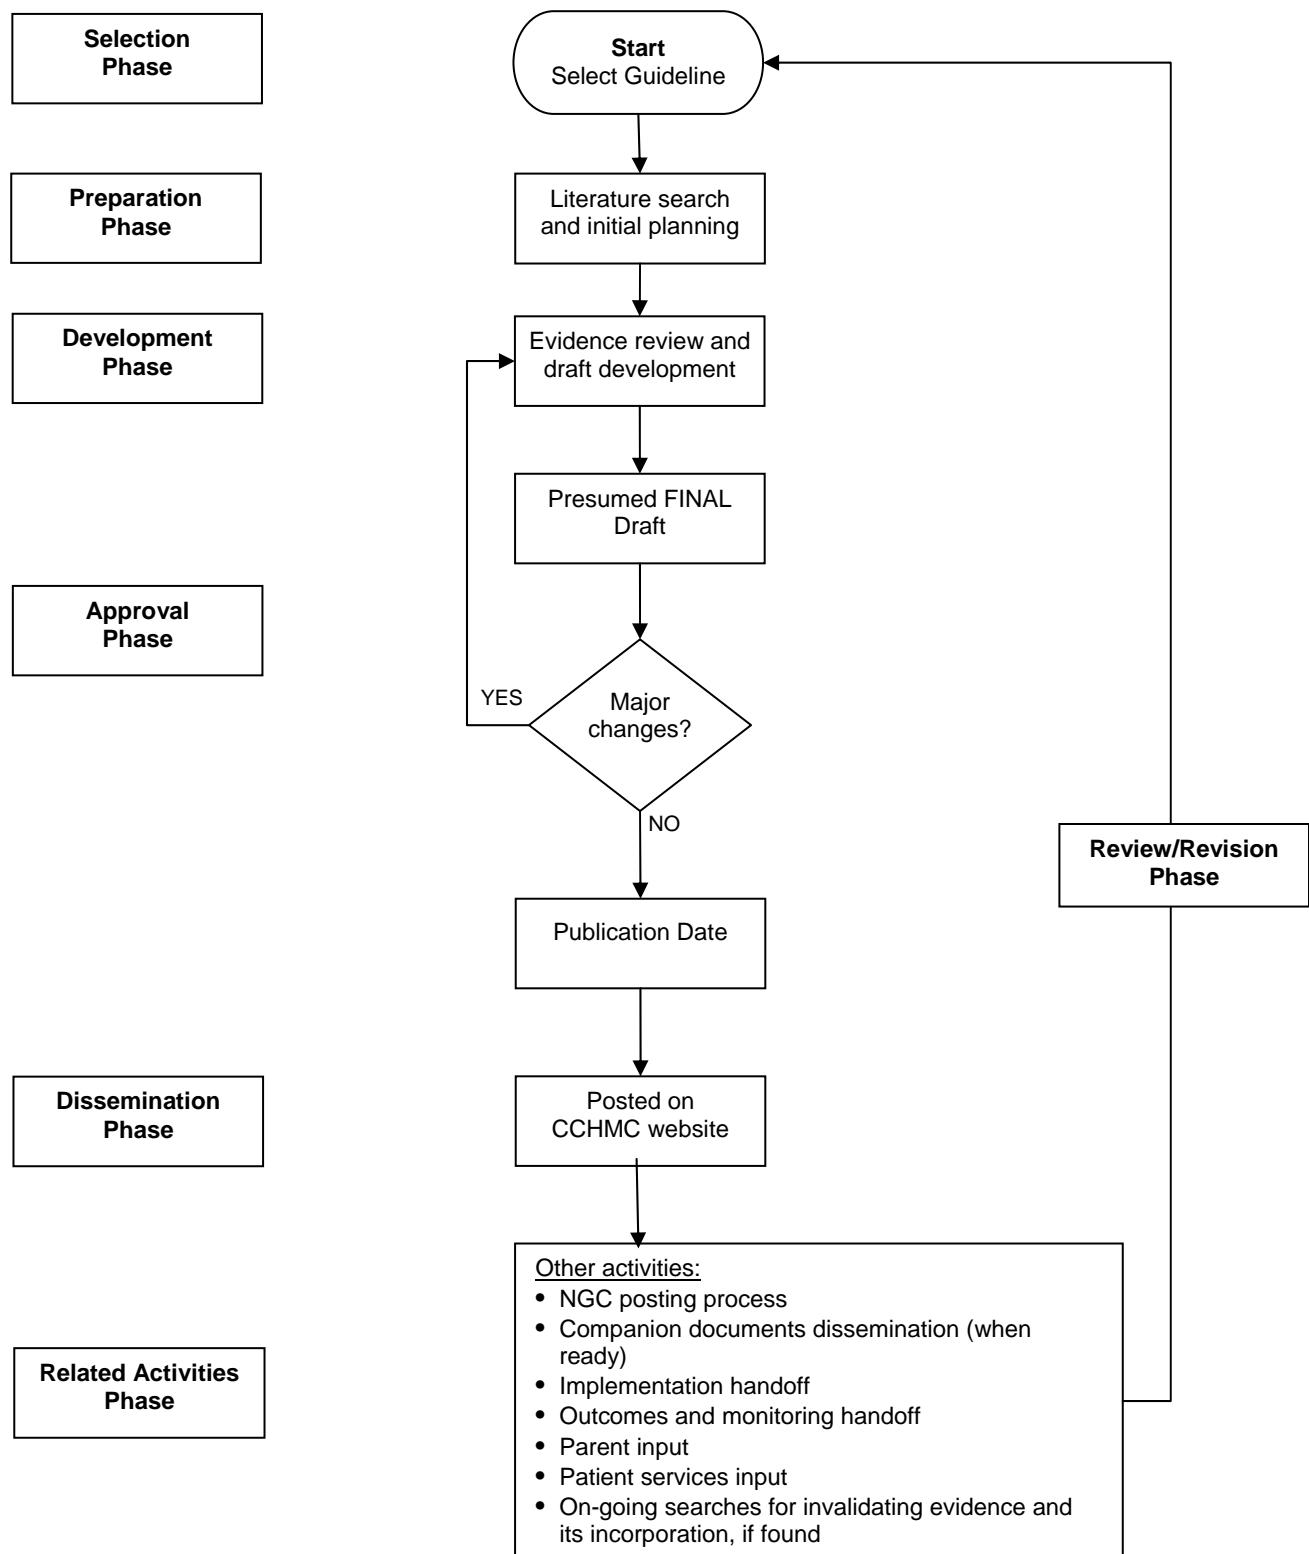 Selection
Phase
Start
Select Guideline
Preparation
Phase
Literature search
and initial planning
Development
Phase
Evidence review and
draft development
Presumed FINAL
Draft
Approval
Phase
YES
Major
changes?
NO
Review/Revision
Phase
Publication Date
Dissemination
Phase
Posted on
CCHMC website
Related Activities
Phase
Other activities:
• NGC posting process
• Companion documents dissemination (when
ready)
• Implementation handoff
• Outcomes and monitoring handoff
• Parent input
• Patient services input
• On-going searches for invalidating evidence and
its incorporation, if found